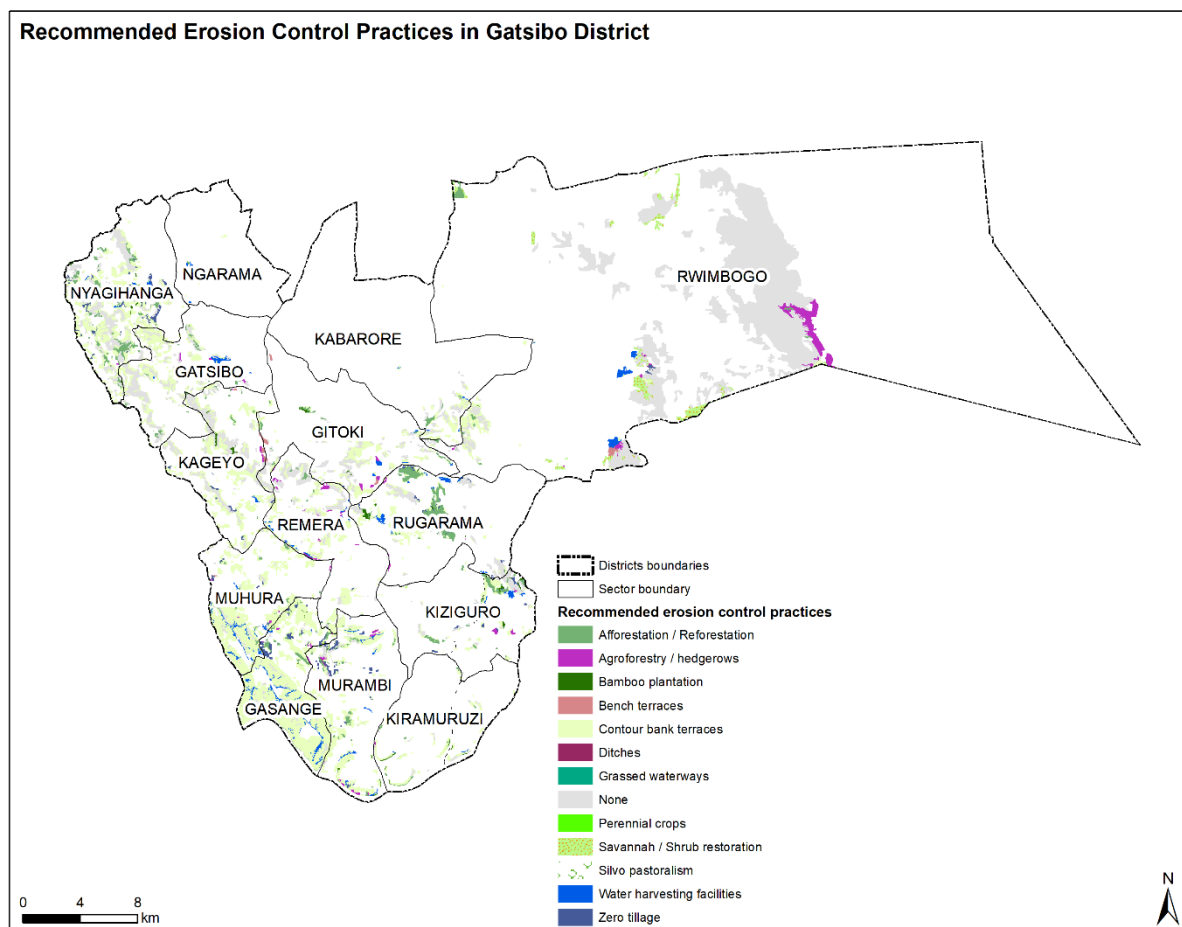 Recommended Erosion Control Practices in Gatsibo District
RWIMBOGO
NGARAMA
NYAGIHANGA
KABARORE
GATSIBO
GITOKI
KAGEYO
REMERA
RUGARAMA
MUHURA
KIZIGURO
MURAMBI
GASANGE
KIRAMURUZI
Districts boundaries
Sector boundary
Recommended erosion control practices
Afforestation / Reforestation
Agroforestry / hedgerows
Bamboo plantation
Bench terraces
Contour bank terraces
Ditches
Grassed waterways
None
Perennial crops
Savannah / Shrub restoration
Silvo pastoralism
Water harvesting facilities
Zero tillage
0 4 8
km
N